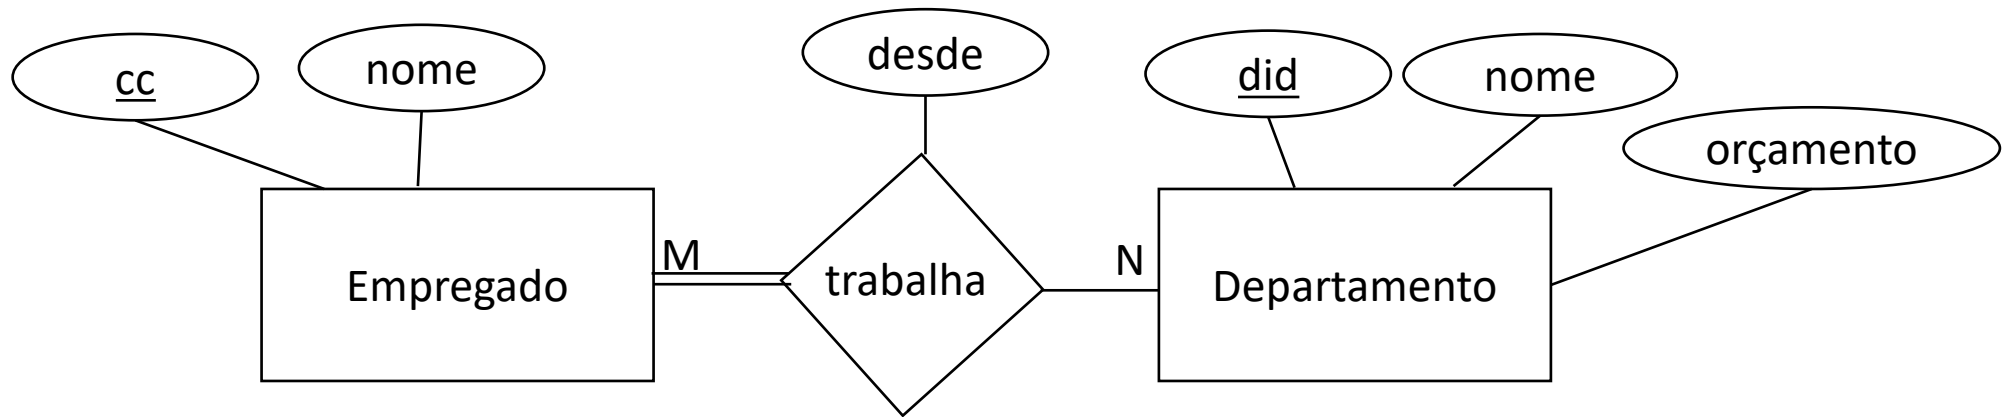 cc
nome
desde
did
nome
orçamento
Empregado
M
trabalha
N
Departamento